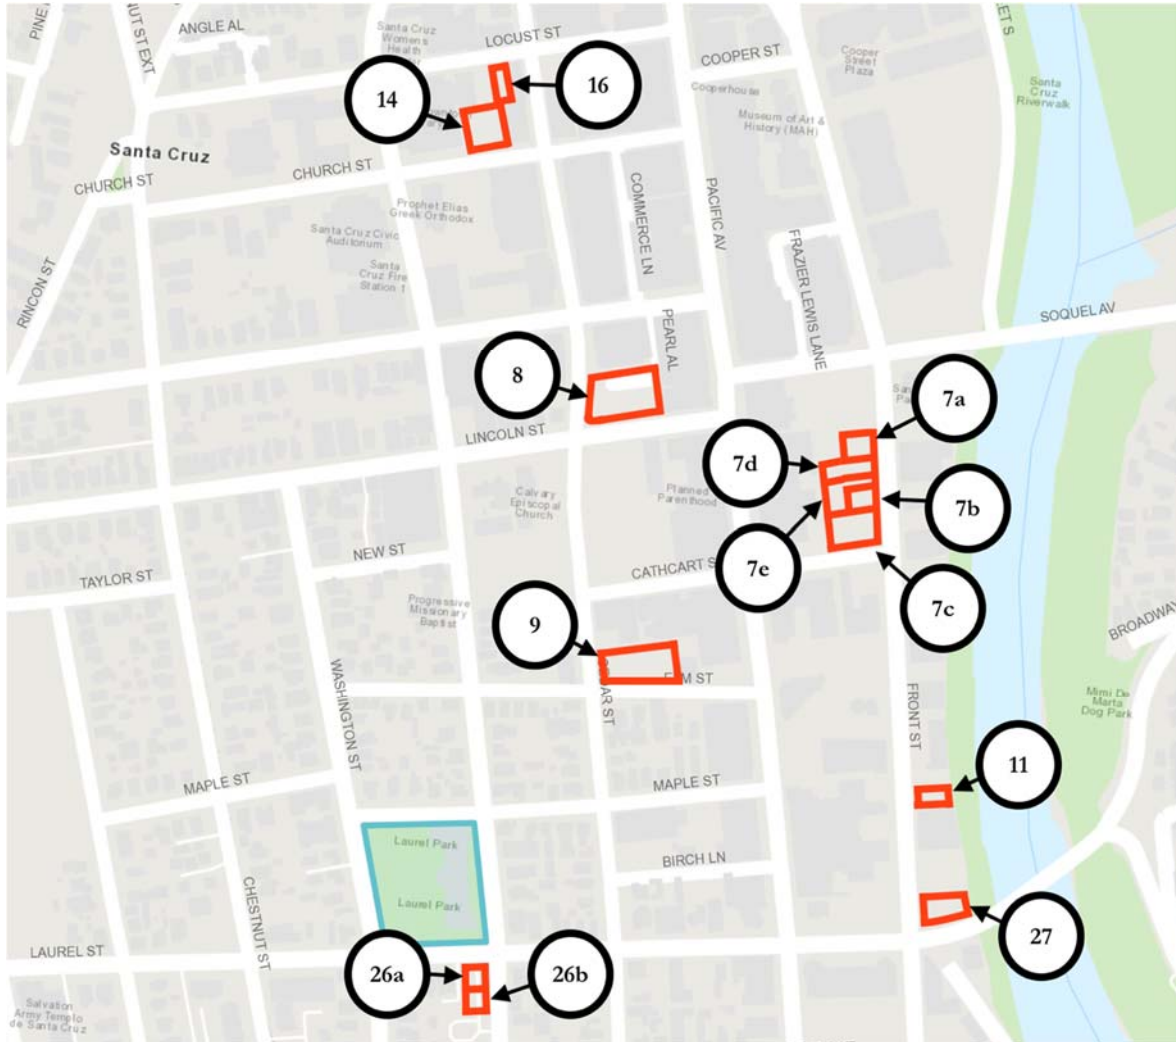 PINE
NUT ST EXT
ANGLE AL
Santa Cruz
Womens
Health
LOCUST ST
COOPER ST
Cooper
Street
Plaza
ET S
Santa
Cruz
Riverwalk
14
16
Cooperhouse
Museum of Art &
History (MAH)
Santa Cruz
CHURCH ST
CHURCH ST
Prophet Elias
Greek Orthodox
Santa Cruz Civic
Auditorium
Santa
Cruz Fire
Station 1
COMMERCE LN
PACIFIC AV
FRAZIER LEWIS LANE
RINCON ST
SOQUEL AV
PEARL AL
8
7a
LINCOLN ST
7d
Calvary
Episcopal
Church
Planned
Parenthood
7b
NEW ST
CATHCART S
7e
TAYLOR ST
Progressive
Missionary
Baptist
7c
9
BROADWAY
WASHINGTON ST
M ST
AR ST
FRONT ST
Mimi De
Marta
Dog Park
11
MAPLE ST
MAPLE ST
Laurel Park
BIRCH LN
Laurel Park
CHESTNUT ST
27
LAUREL ST
26a
26b
Salvation
Army Templo
de Santa Cruz